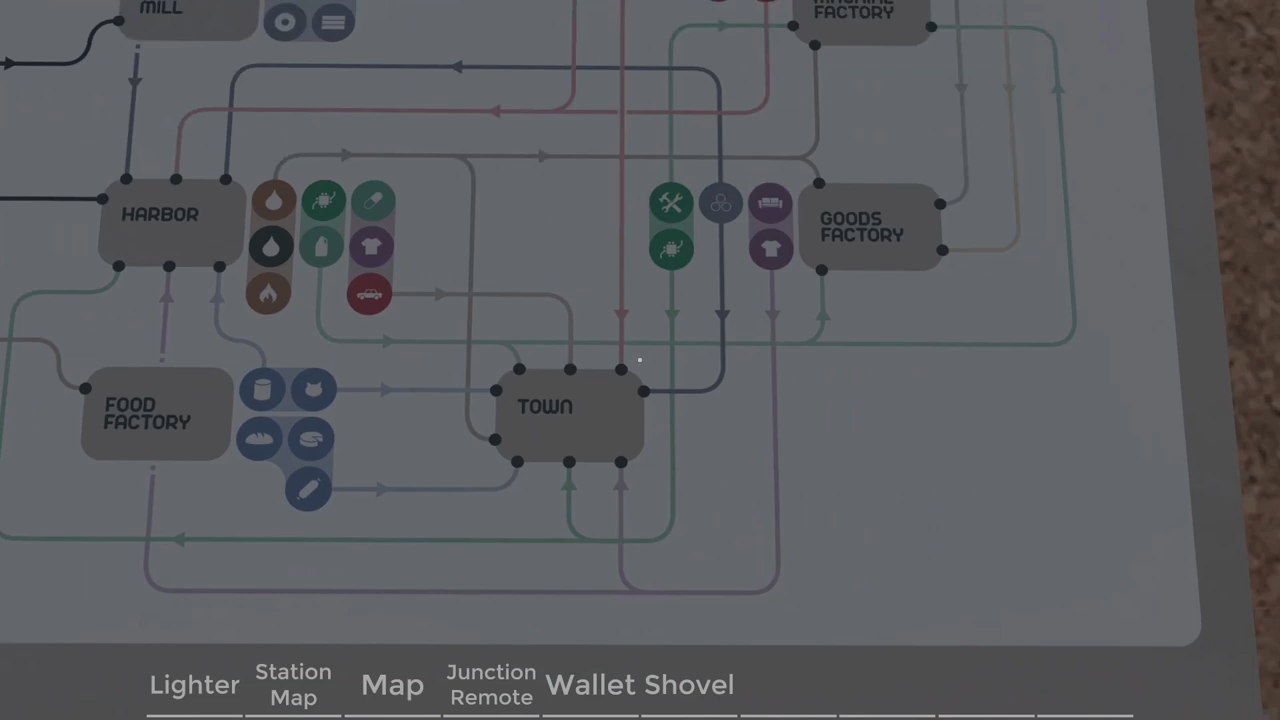 MILL
FACTORY
HARBOR
GOODS
FACTORY
FOOD
FACTORY
TOWN
Lighter
Station
Map
Map
Junction
Remote
Wallet
Shovel